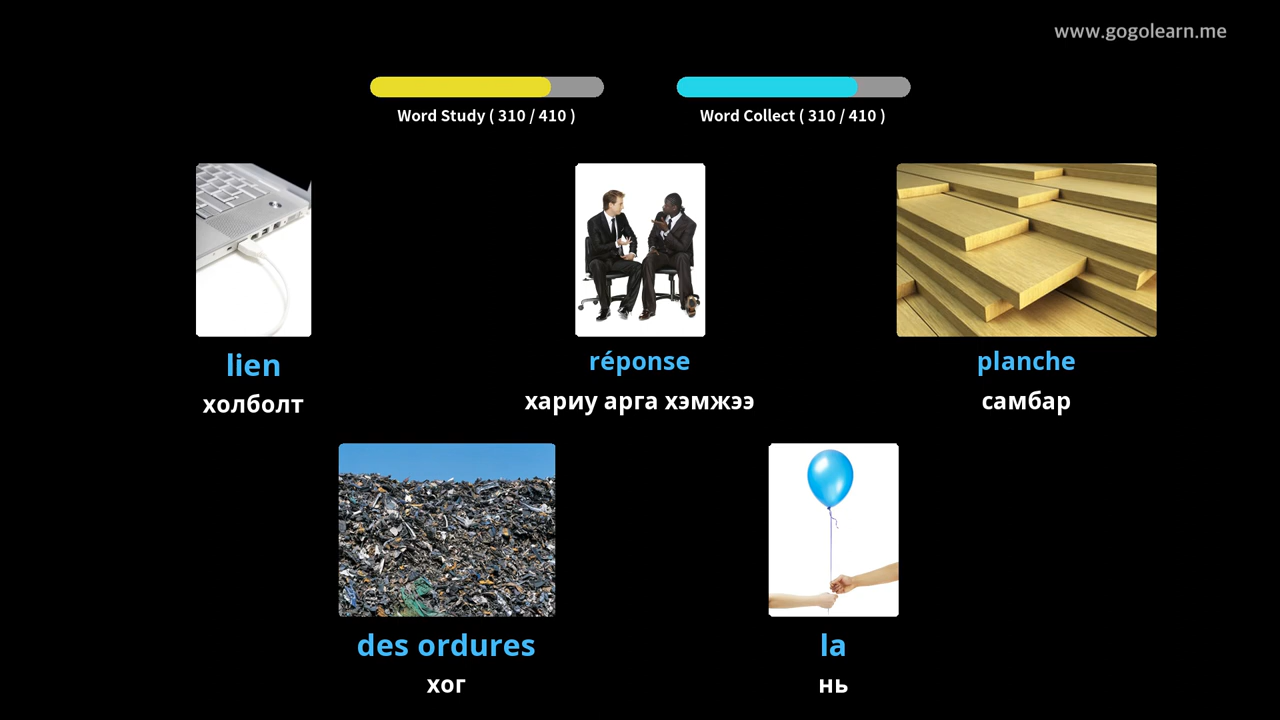 www.gogolearn.me
Word Study ( 310 / 410 )
Word Collect ( 310 / 410 )
lien
холболт
réponse
хариу арга хэмжээ
planche
самбар
des ordures
хог
la
нь